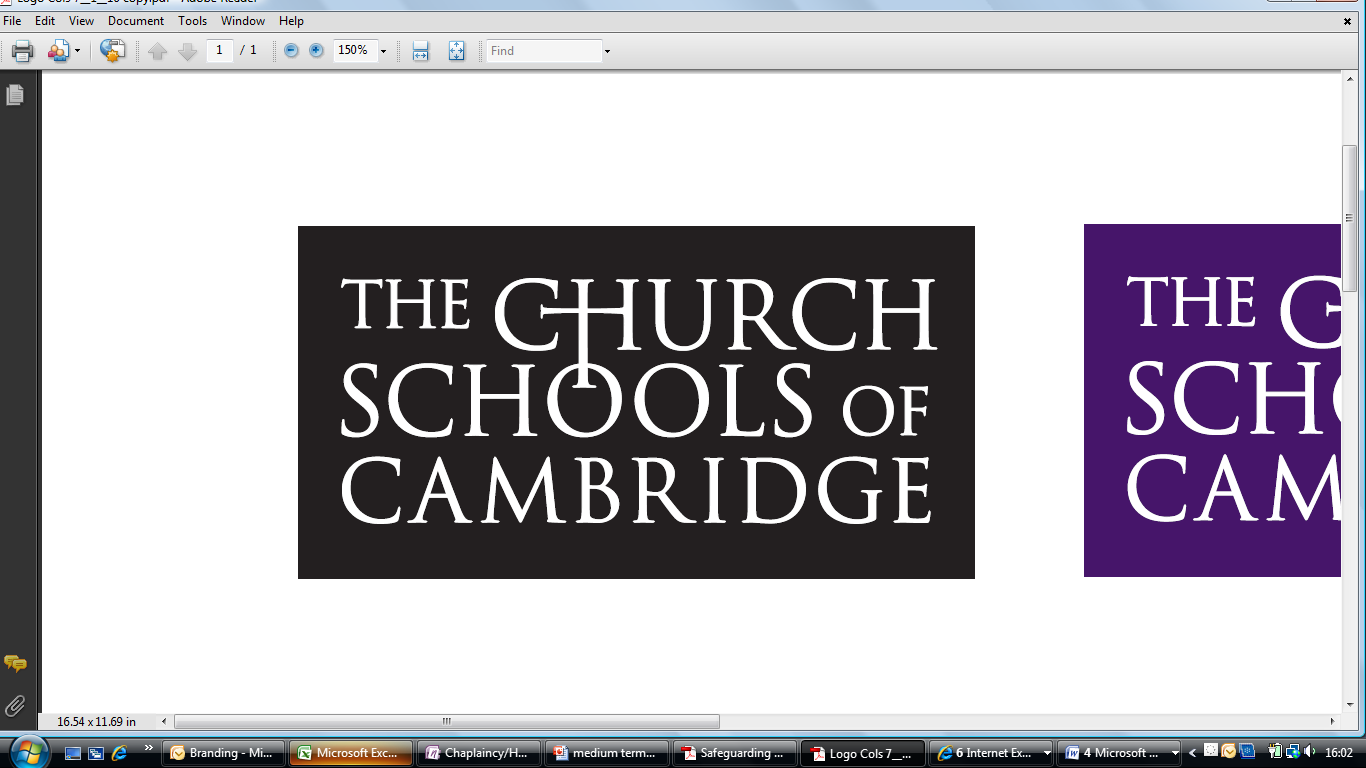 File Edit View Document Tools Window Help
1 / 1 150% Find
THE CHURCH
SCHOOLS OF
CAMBRIDGE
THE
SCH
CAM
16.54 x 11.69 in
Branding - Mi... Microsoft Exc... Chaplaincy/H... medium term... Safeguarding ... Logo Cols 7__... 6 Internet Ex... 4 Microsoft ... 16:02